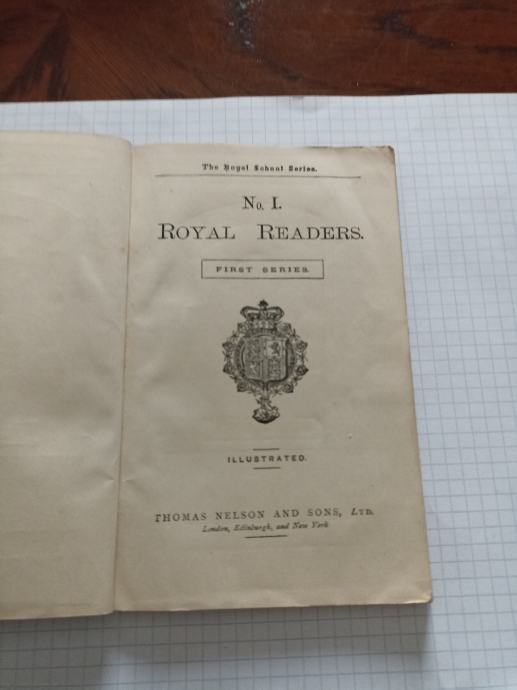 The Royal School Series.
No. I.
ROYAL READERS.
FIRST SERIES.
ILLUSTRATED.
THOMAS NELSON AND SONS, LTD.
London, Edinburgh, and New York